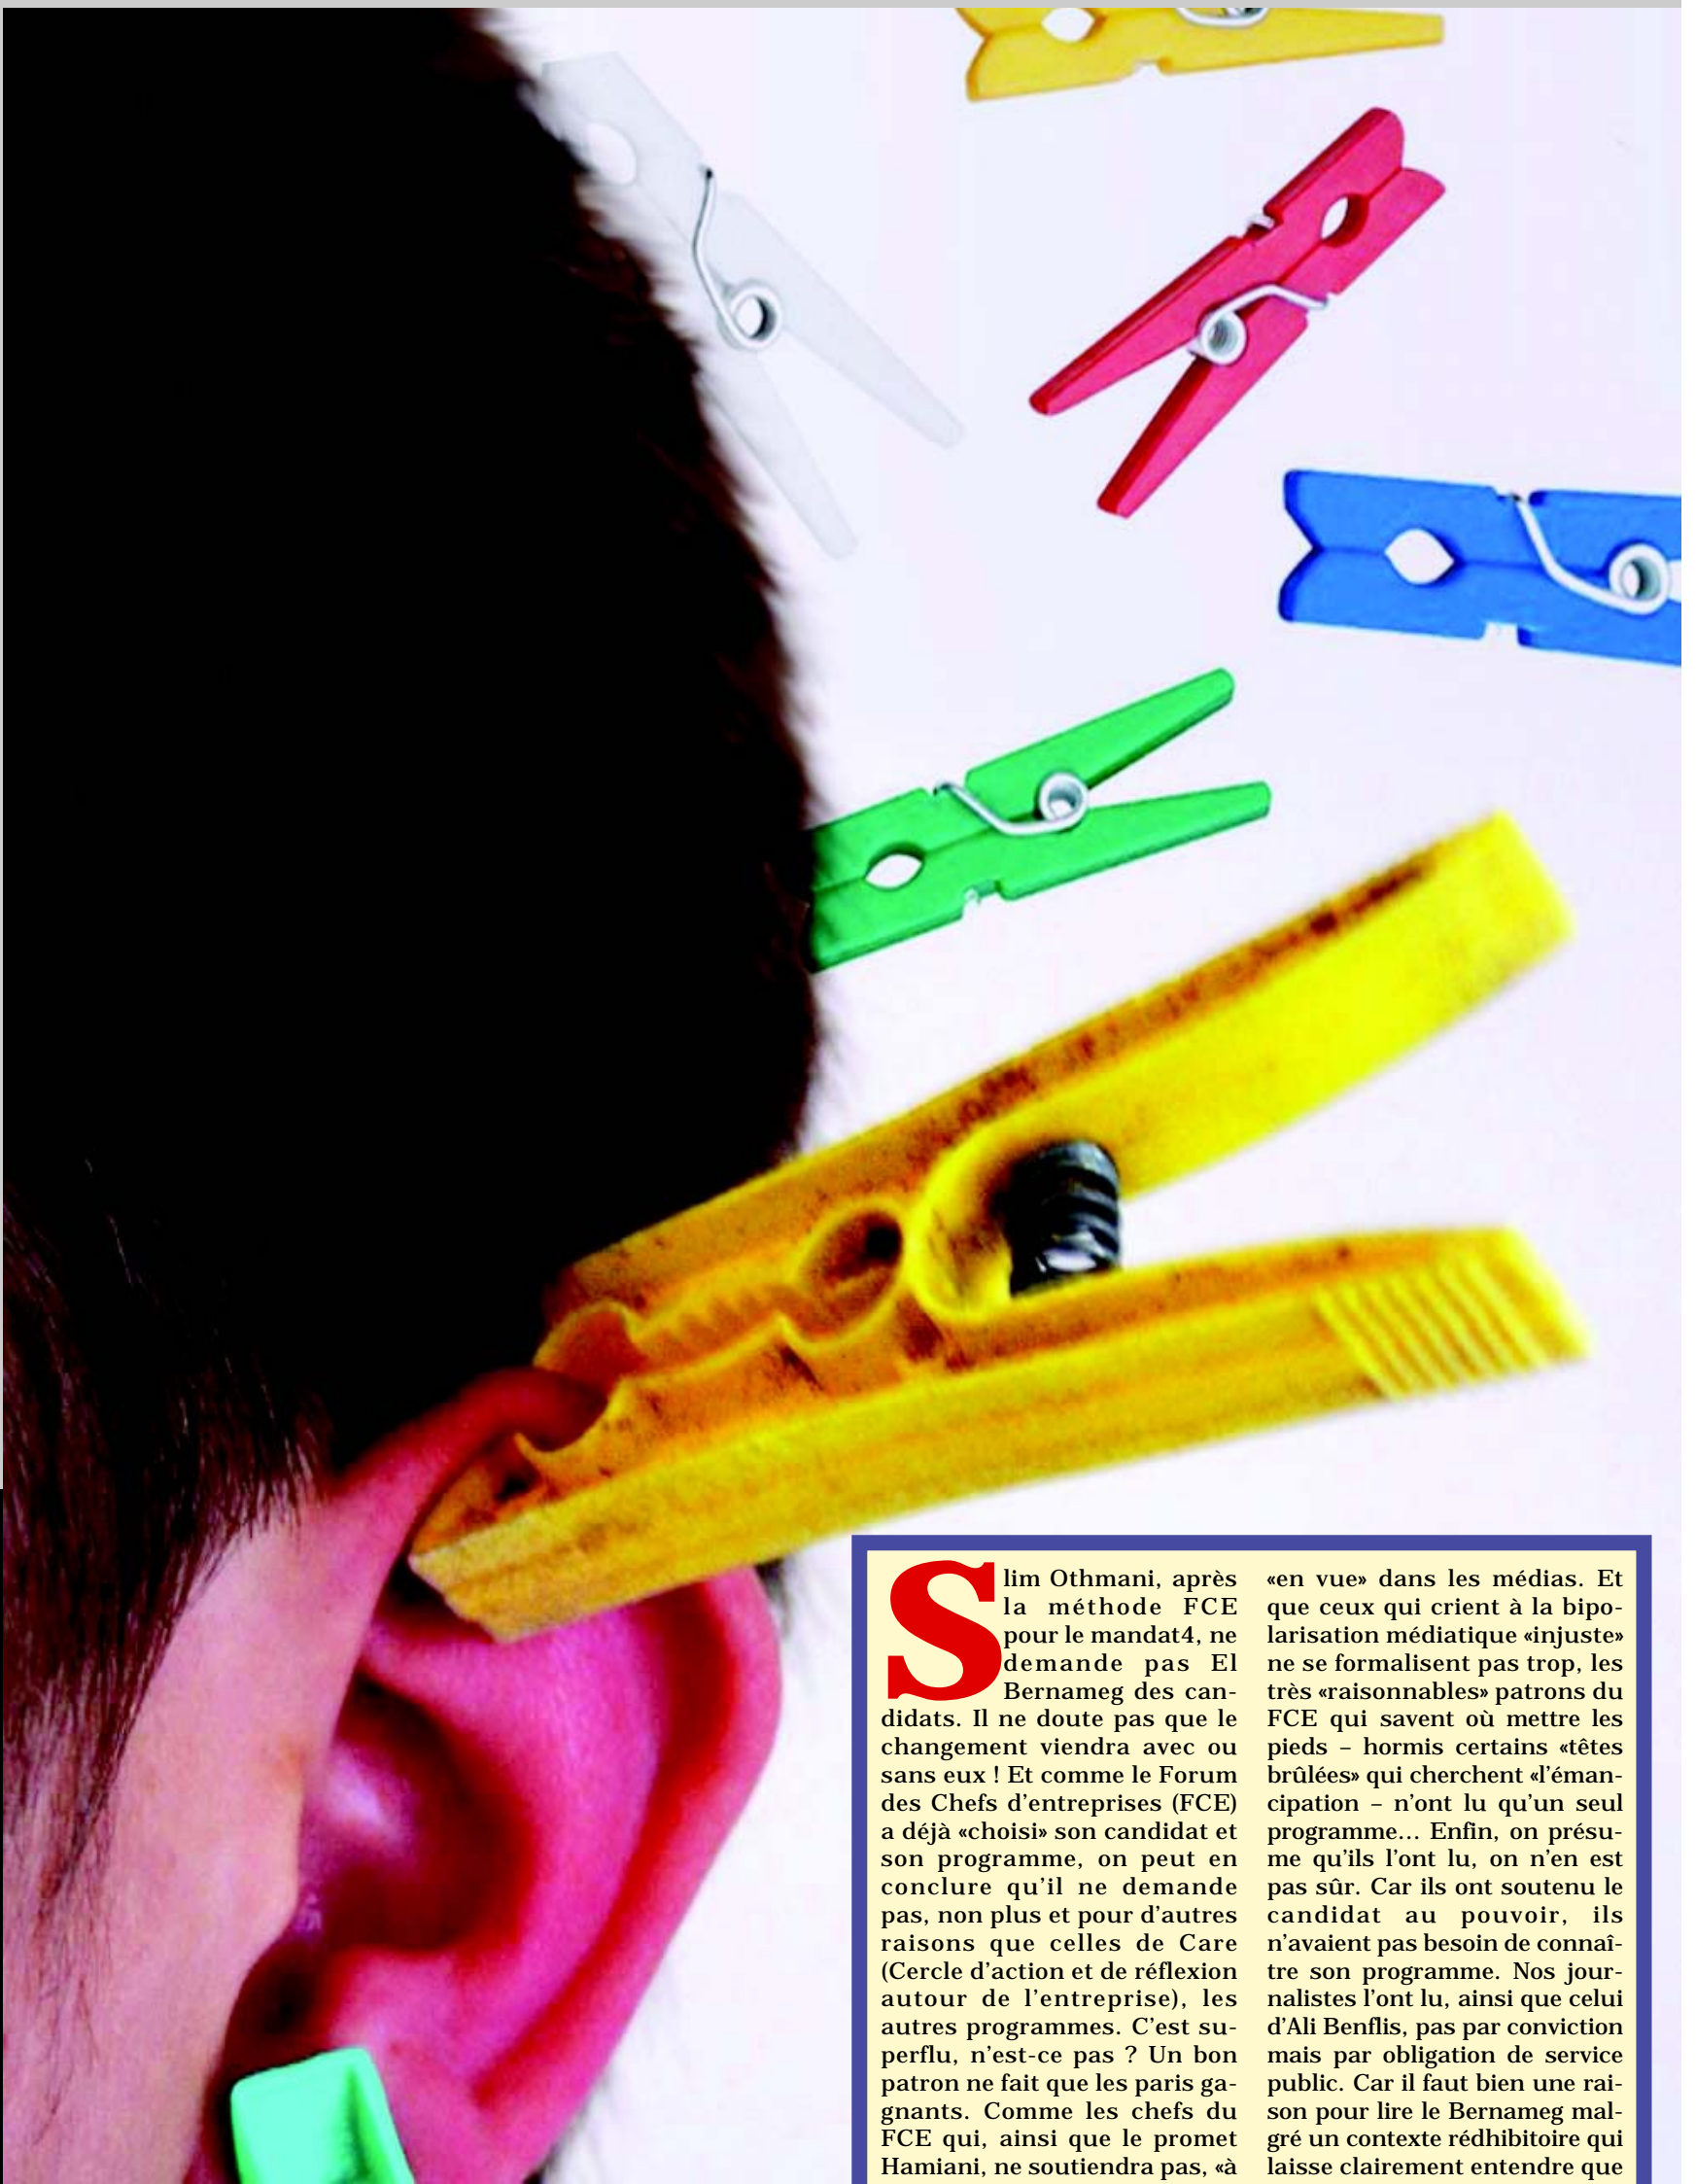 Slim Othmani, après
la méthode FCE
pour le mandat4, ne
demande pas El
Bernameg des can-
didats. Il ne doute pas que le
changement viendra avec ou
sans eux ! Et comme le Forum
des Chefs d'entreprises (FCE)
a déjà «choisi» son candidat et
son programme, on peut en
conclure qu'il ne demande
pas, non plus et pour d'autres
raisons que celles de Care
(Cercle d'action et de réflexion
autour de l'entreprise), les
autres programmes. C'est su-
perflu, n'est-ce pas ? Un bon
patron ne fait que les paris ga-
gnants. Comme les chefs du
FCE qui, ainsi que le promet
Hamiani, ne soutiendra pas, «à
«en vue» dans les médias. Et
que ceux qui crient à la bipo-
larisation médiatique «injuste»
ne se formalisent pas trop, les
très «raisonnables» patrons du
FCE qui savent où mettre les
pieds – hormis certains «têtes
brûlées» qui cherchent «l'éman-
cipation – n'ont lu qu'un seul
programme... Enfin, on présu-
me qu'ils l'ont lu, on n'en est
pas sûr. Car ils ont soutenu le
candidat au pouvoir, ils
n'avaient pas besoin de connaî-
tre son programme. Nos jour-
nalistes l'ont lu, ainsi que celui
d'Ali Benflis, pas par conviction
mais par obligation de service
public. Car il faut bien une rai-
son pour lire le Bernameg mal-
gré un contexte rédhibitoire qui
laisse clairement entendre que